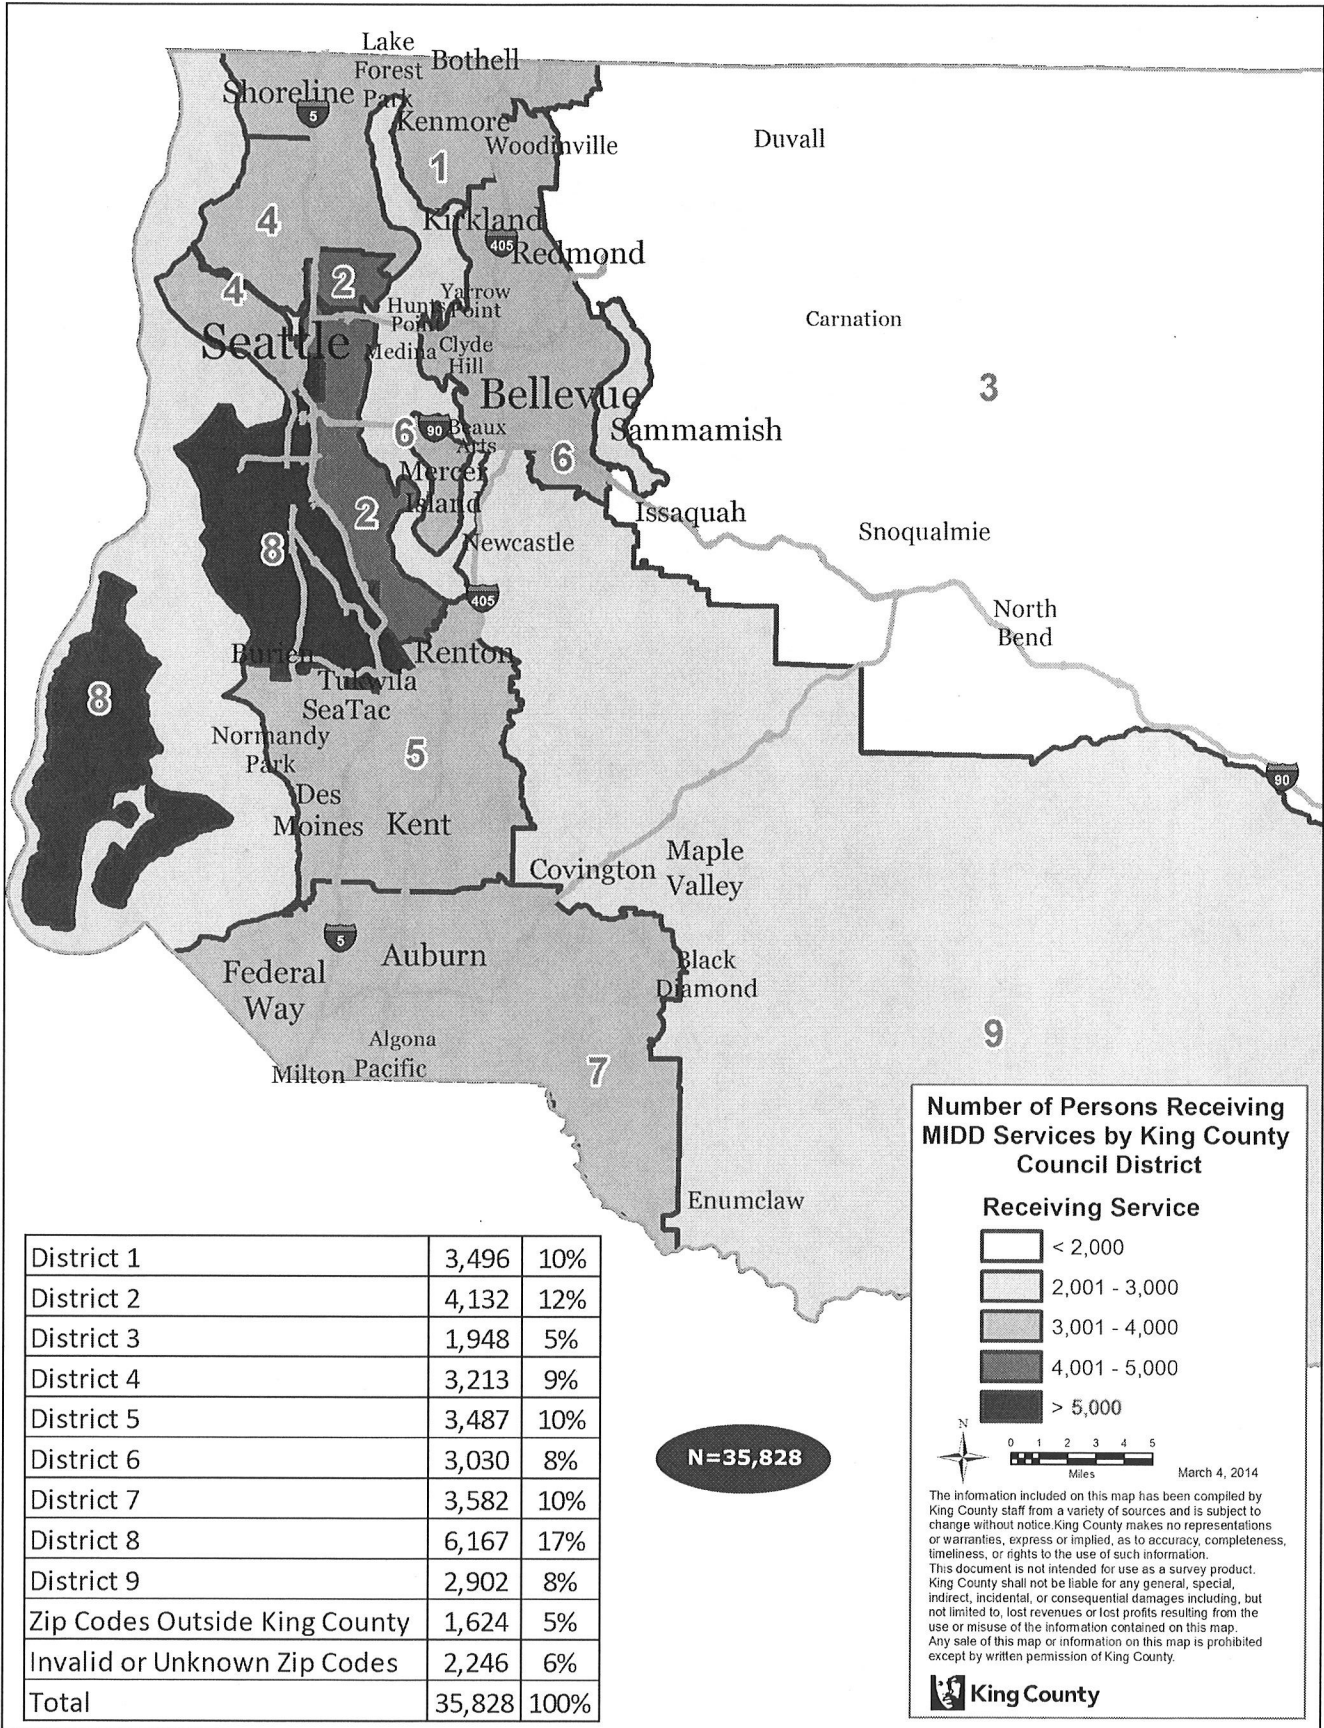 Lake
Forest
Park
Bothell
Shoreline
5
Kenmore
Woodinville
Duvall
1
4
Kirkland
405
Redmond
2
4
Yarrow
Point
Hunts
Point
Carnation
Seattle
Medina
Clyde
Hill
3
Bellevue
6
90
Beaux
Arts
Sammamish
6
Mercer
Island
2
Issaquah
Snoqualmie
8
Newcastle
405
North
Bend
Burien
Renton
Tukwila
8
SeaTac
Normandy
Park
5
90
Des
Moines
Kent
Covington
Maple
Valley
5
Auburn
Federal
Way
Black
Diamond
Algona
Pacific
Milton
7
9
Enumclaw
Number of Persons Receiving
MIDD Services by King County
Council District
Receiving Service
< 2,000
2,001 - 3,000
3,001 - 4,000
4,001 - 5,000
> 5,000
N
0 1 2 3 4 5
Miles
March 4, 2014
The information included on this map has been compiled by
King County staff from a variety of sources and is subject to
change without notice.King County makes no representations
or warranties, express or implied, as to accuracy, completeness,
timeliness, or rights to the use of such information.
This document is not intended for use as a survey product.
King County shall not be liable for any general, special,
indirect, incidental, or consequential damages including, but
not limited to, lost revenues or lost profits resulting from the
use or misuse of the information contained on this map.
Any sale of this map or information on this map is prohibited
except by written permission of King County.
King County
District 1 3,496 10%
District 2 4,132 12%
District 3 1,948 5%
District 4 3,213 9%
District 5 3,487 10%
District 6 3,030 8%
District 7 3,582 10%
District 8 6,167 17%
District 9 2,902 8%
Zip Codes Outside King County 1,624 5%
Invalid or Unknown Zip Codes 2,246 6%
Total 35,828 100%
N=35,828